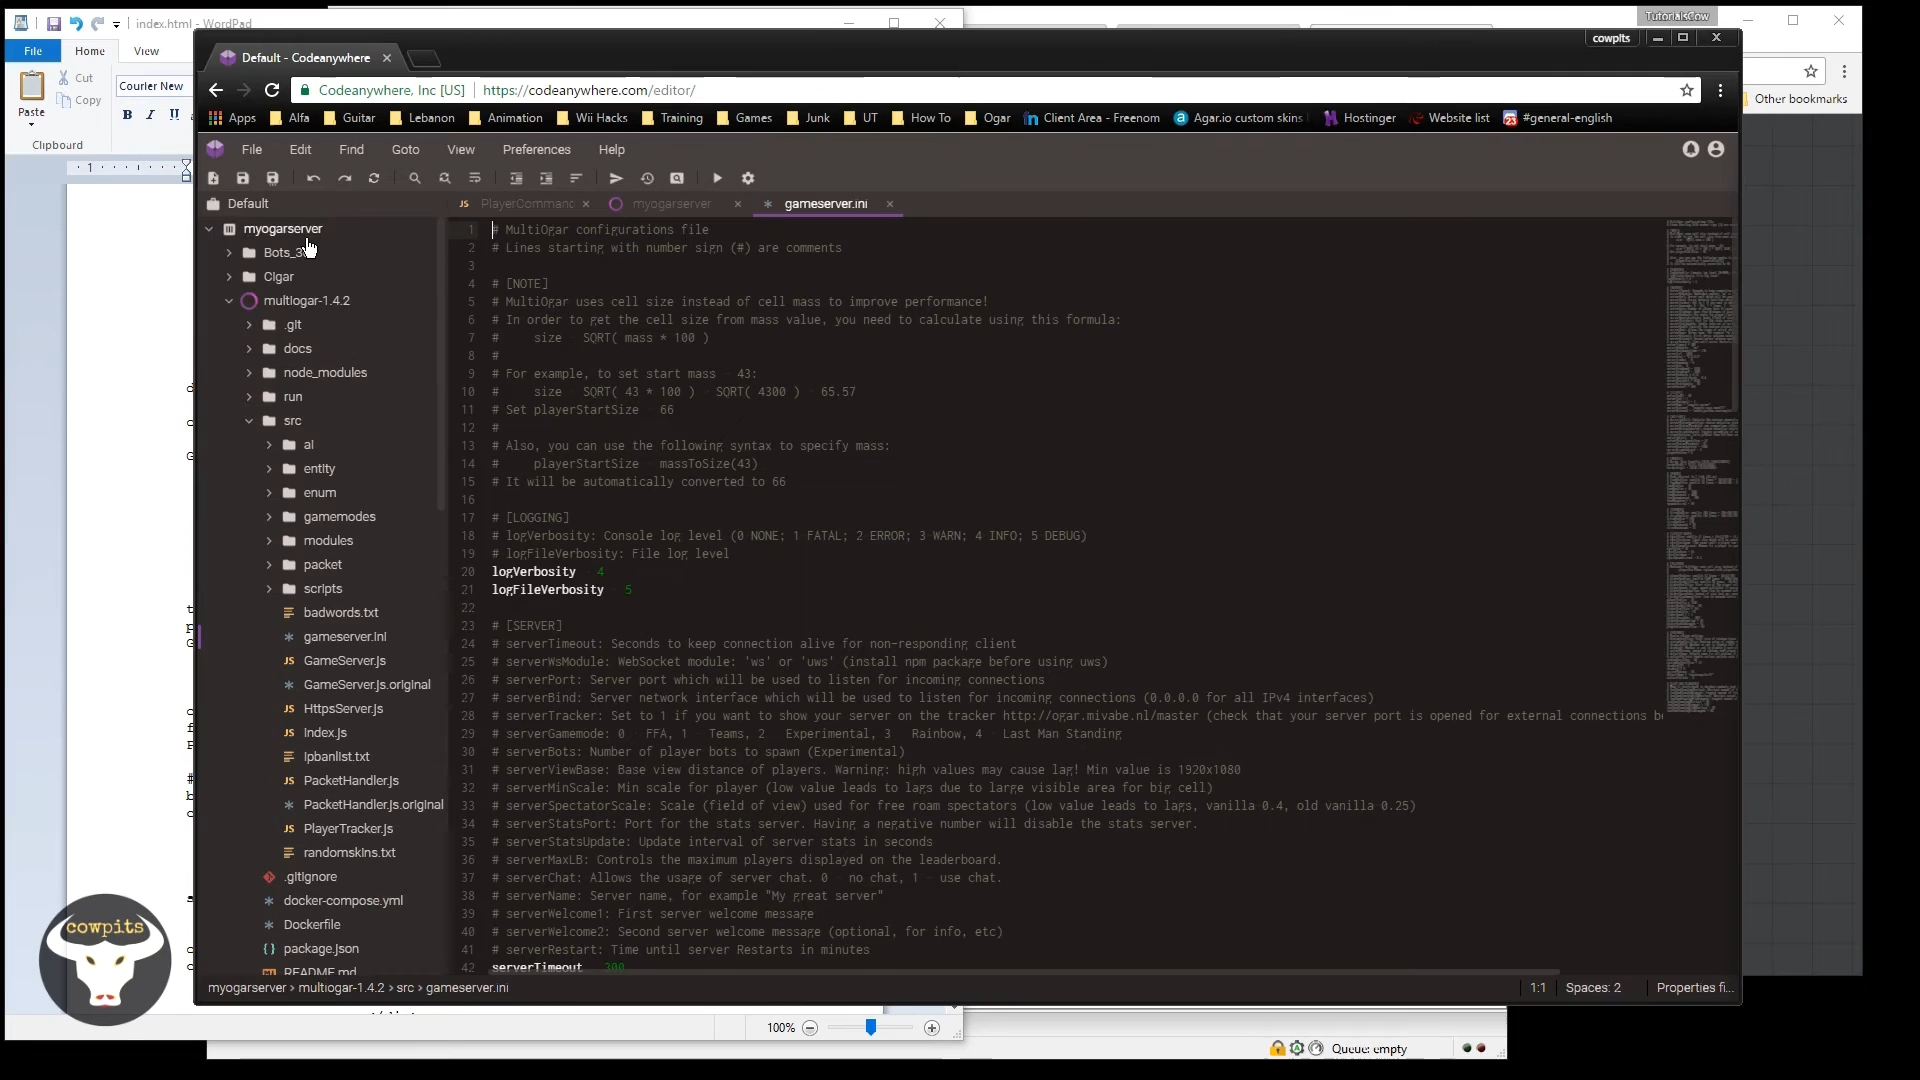 index.html - WordPad
TutorialsCow
File Home View
Cut
Copy
Paste
Courier New
B I U
Clipboard
1
cowpits
Default - Codeanywhere
Codeanywhere, Inc [US] https://codeanywhere.com/editor/
Apps Alfa Guitar Lebanon Animation Wii Hacks Training Games Junk UT How To Ogar Client Area - Freenom Agar.io custom skins Hostinger Website list #general-english
Other bookmarks
File Edit Find Goto View Preferences Help
Default
PlayerCommand myogarserver gameserver.ini
myogarserver
Cigar
multiogar-1.4.2
.git
docs
node_modules
run
src
ai
entity
enum
gamemodes
modules
packet
scripts
badwords.txt
gameserver.ini
GameServer.js
GameServer.js.original
HttpsServer.js
index.js
ipbanlist.txt
PacketHandler.js
PacketHandler.js.original
PlayerTracker.js
randomskins.txt
.gitignore
docker-compose.yml
Dockerfile
package.json
README.md
1 # MultiOgar configurations file
2 # Lines starting with number sign (#) are comments
3
4 # [NOTE]
5 # MultiOgar uses cell size instead of cell mass to improve performance!
6 # In order to get the cell size from mass value, you need to calculate using this formula:
7 # size SQRT( mass * 100 )
8 #
9 # For example, to set start mass 43:
10 # size SQRT( 43 * 100 ) SQRT( 4300 ) 65.57
11 # Set playerStartSize 66
12 #
13 # Also, you can use the following syntax to specify mass:
14 # playerStartSize massToSize(43)
15 # It will be automatically converted to 66
16
17 # [LOGGING]
18 # logVerbosity: Console log level (0 NONE; 1 FATAL; 2 ERROR; 3 WARN; 4 INFO; 5 DEBUG)
19 # logFileVerbosity: File log level
20 logVerbosity 4
21 logFileVerbosity 5
22
23 # [SERVER]
24 # serverTimeout: Seconds to keep connection alive for non-responding client
25 # serverWsModule: WebSocket module: 'ws' or 'uws' (install npm package before using uws)
26 # serverPort: Server port which will be used to listen for incoming connections
27 # serverBind: Server network interface which will be used to listen for incoming connections (0.0.0.0 for all IPv4 interfaces)
28 # serverTracker: Set to 1 if you want to show your server on the tracker http://ogar.mivabe.nl/master (check that your server port is opened for external connections be
29 # serverGamemode: 0 FFA, 1 Teams, 2 Experimental, 3 Rainbow, 4 Last Man Standing
30 # serverBots: Number of player bots to spawn (Experimental)
31 # serverViewBase: Base view distance of players. Warning: high values may cause lag! Min value is 1920x1080
32 # serverMinScale: Min scale for player (low value leads to lags due to large visible area for big cell)
33 # serverSpectatorScale: Scale (field of view) used for free roam spectators (low value leads to lags, vanilla 0.4, old vanilla 0.25)
34 # serverStatsPort: Port for the stats server. Having a negative number will disable the stats server.
35 # serverStatsUpdate: Update interval of server stats in seconds
36 # serverMaxLB: Controls the maximum players displayed on the leaderboard.
37 # serverChat: Allows the usage of server chat. 0 no chat, 1 use chat.
38 # serverName: Server name, for example "My great server"
39 # serverWelcome1: First server welcome message
40 # serverWelcome2: Second server welcome message (optional, for info, etc)
41 # serverRestart: Time until server Restarts in minutes
42 serverTimeout 300
myogarserver > multiogar-1.4.2 > src > gameserver.ini
1:1 Spaces: 2 Properties fi...
cowpits
100%
Queue: empty